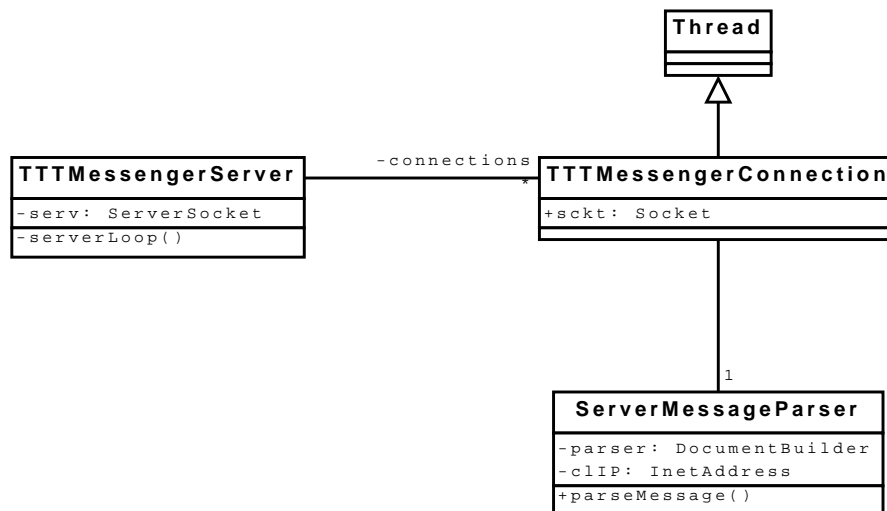 Thread
-connections
*
TTTMessengerServer
-serv: ServerSocket
-serverLoop()
TTTMessengerConnection
+sckt: Socket
1
ServerMessageParser
-parser: DocumentBuilder
-clIP: InetAddress
+parseMessage()